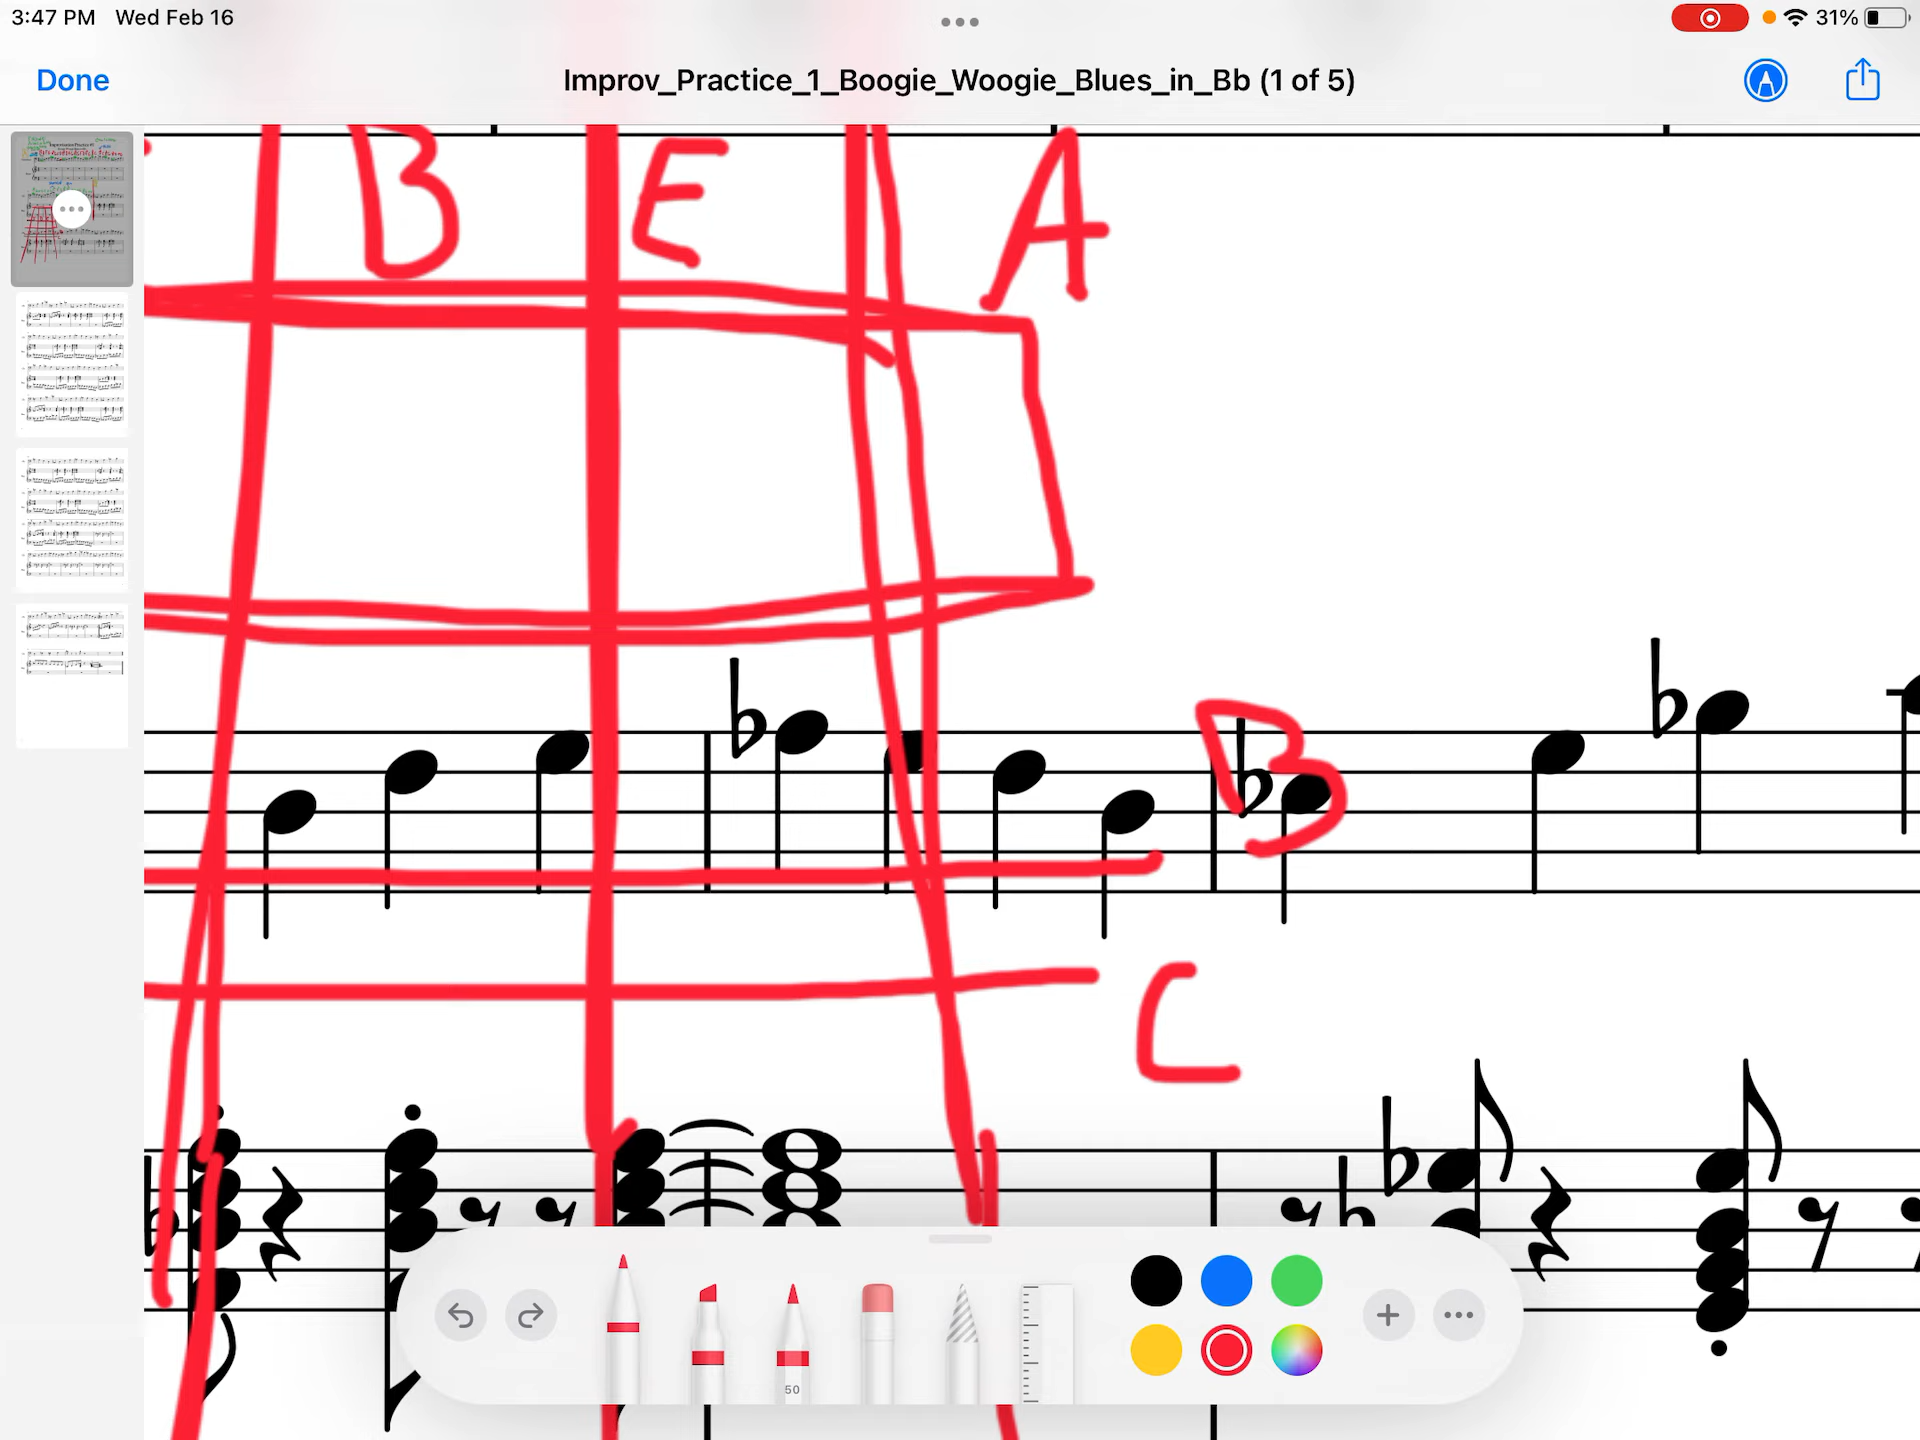 3:47 PM Wed Feb 16 31%
Done Improv_Practice_1_Boogie_Woogie_Blues_in_Bb (1 of 5)
B E A
B
C
50